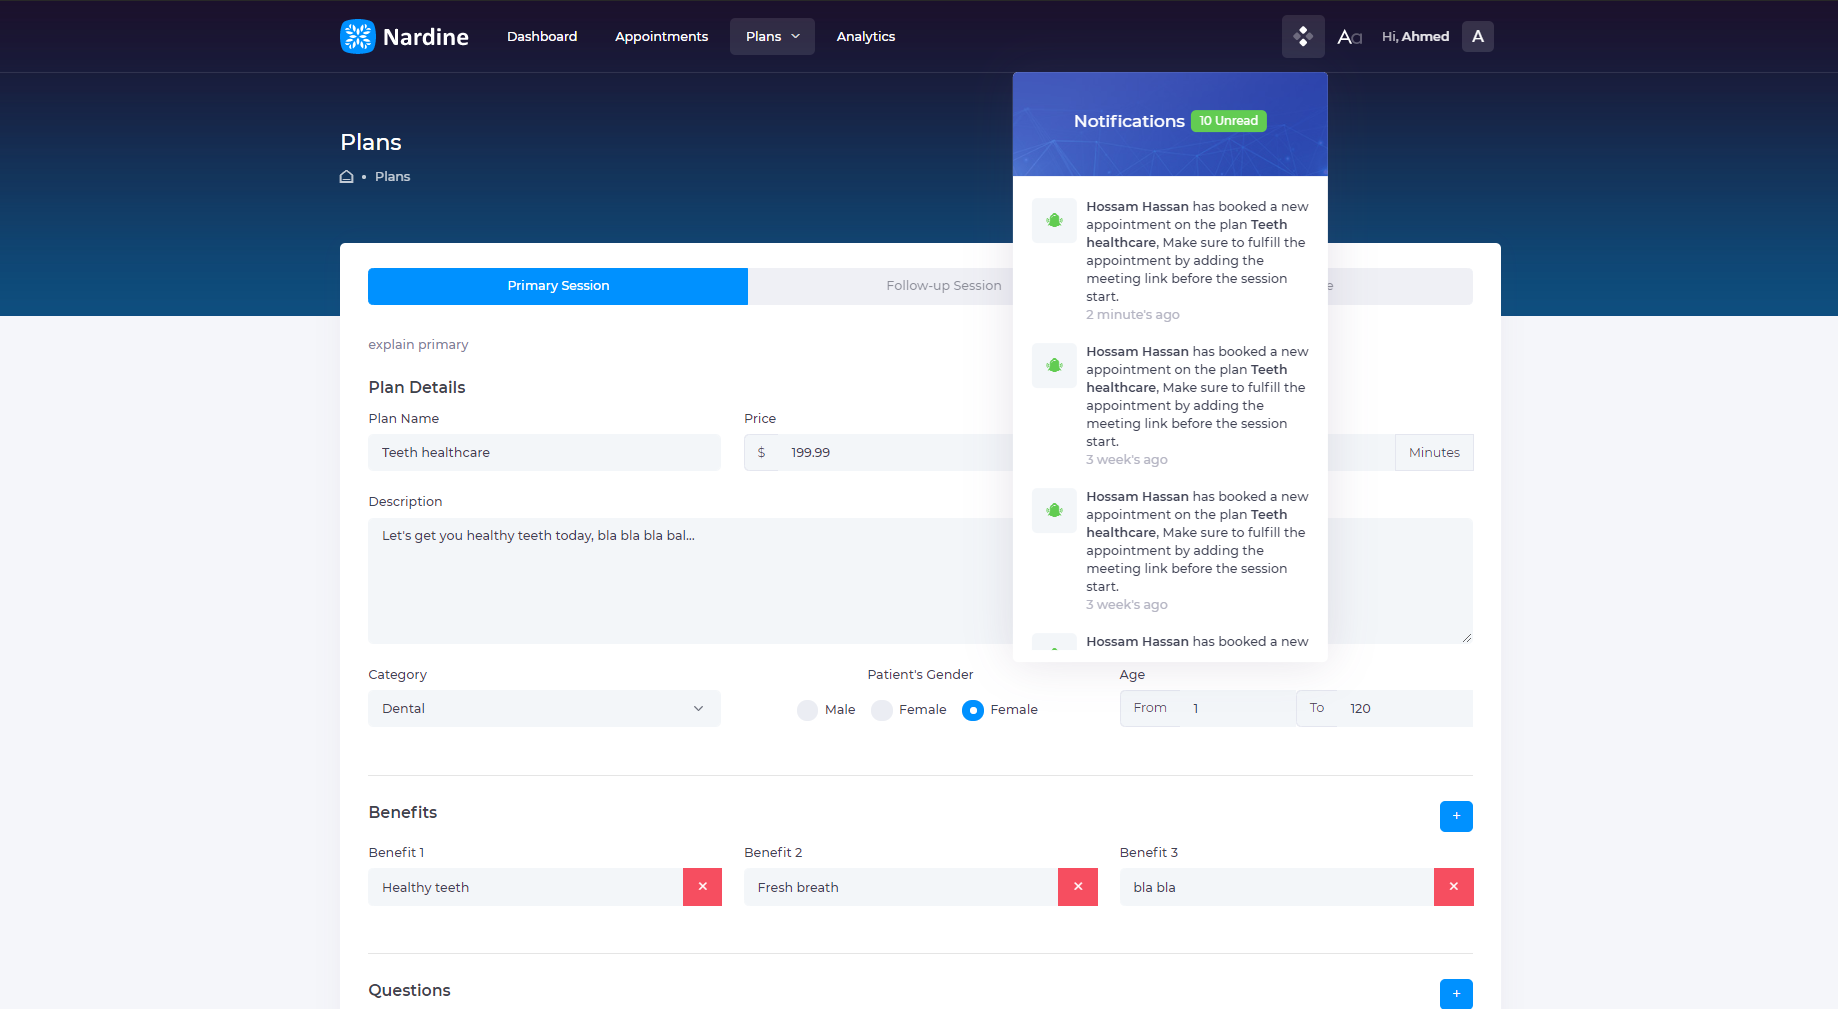 Nardine
Dashboard
Appointments
Plans
Analytics
Aa
Hi, Ahmed
A
Plans
Plans
Notifications 10 Unread
Hossam Hassan has booked a new
appointment on the plan Teeth
healthcare, Make sure to fulfill the
appointment by adding the
meeting link before the session
start.
2 minute's ago
Hossam Hassan has booked a new
appointment on the plan Teeth
healthcare, Make sure to fulfill the
appointment by adding the
meeting link before the session
start.
3 week's ago
Hossam Hassan has booked a new
appointment on the plan Teeth
healthcare, Make sure to fulfill the
appointment by adding the
meeting link before the session
start.
3 week's ago
Hossam Hassan has booked a new
Primary Session
Follow-up Session
explain primary
Plan Details
Plan Name
Price
Teeth healthcare
$ 199.99
Minutes
Description
Let's get you healthy teeth today, bla bla bla bal...
Category
Patient's Gender
Age
Dental
Male
Female
Female
From 1
To 120
Benefits
+
Benefit 1
Benefit 2
Benefit 3
Healthy teeth
×
Fresh breath
×
bla bla
×
Questions
+